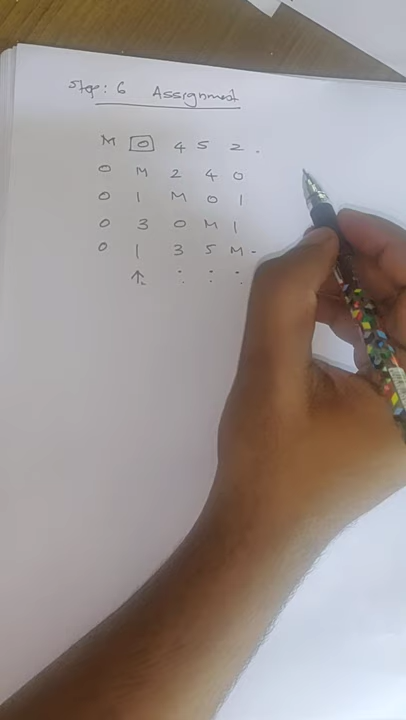 Step: 6 Assignment
M 0 4 5 2 .
0 M 2 4 0
0 1 M 0 1
0 3 0 M 1
0 1 3 5 M -
↑ : : :